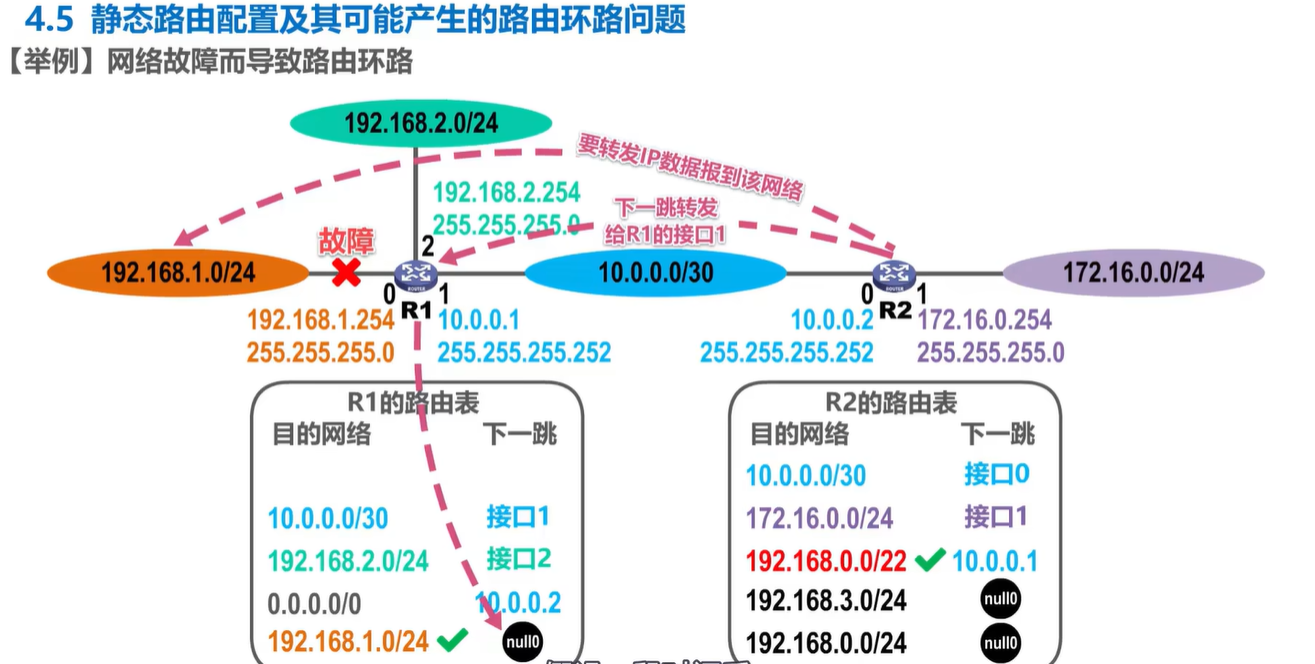 4.5 静态路由配置及其可能产生的路由环路问题
【举例】网络故障而导致路由环路
192.168.2.0/24
要转发IP数据报到该网络
192.168.2.254
255.255.255.0
下一跳转发
给R1的接口1
故障
2
192.168.1.0/24
10.0.0.0/30
172.16.0.0/24
ROUTER
ROUTER
0
R1
1
0
R2
1
192.168.1.254
255.255.255.0
10.0.0.1
255.255.255.252
10.0.0.2
255.255.255.252
172.16.0.254
255.255.255.0
R1的路由表
目的网络 下一跳
10.0.0.0/30 接口1
192.168.2.0/24 接口2
0.0.0.0/0 10.0.0.2
192.168.1.0/24 null0
R2的路由表
目的网络 下一跳
10.0.0.0/30 接口0
172.16.0.0/24 接口1
192.168.0.0/22 10.0.0.1
192.168.3.0/24 null0
192.168.0.0/24 null0